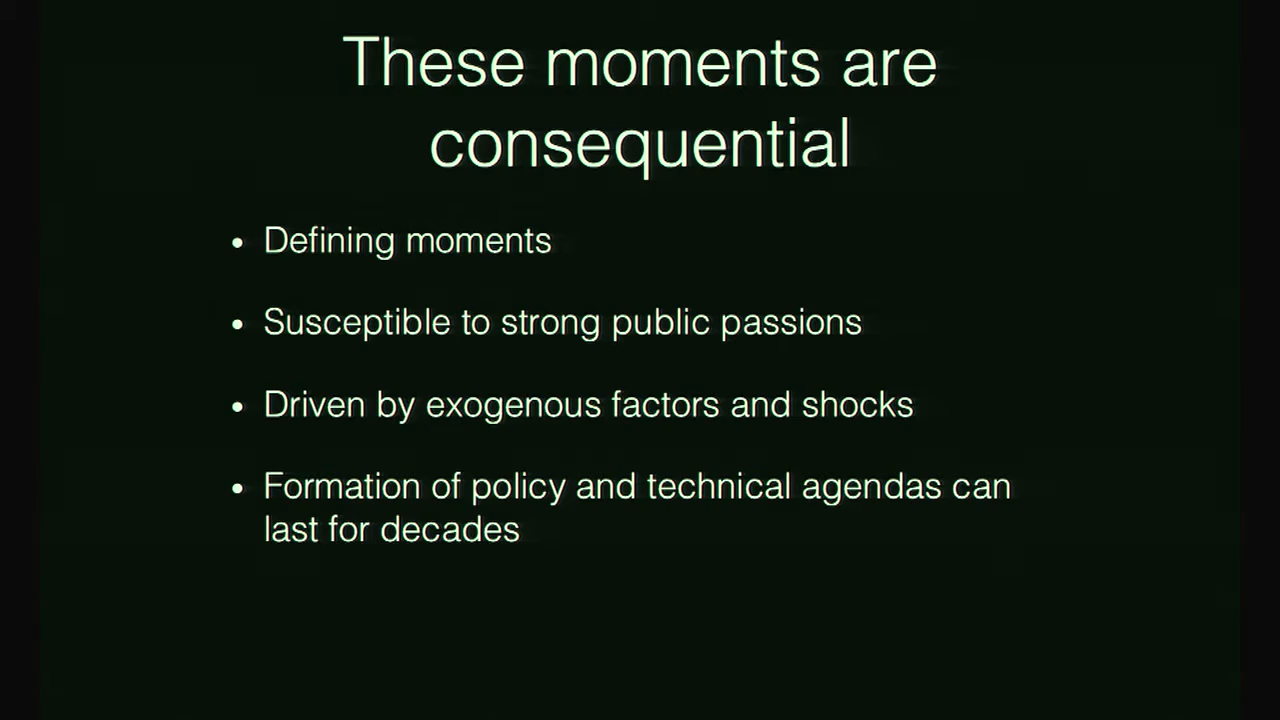 These moments are
consequential
• Defining moments
• Susceptible to strong public passions
• Driven by exogenous factors and shocks
• Formation of policy and technical agendas can
last for decades